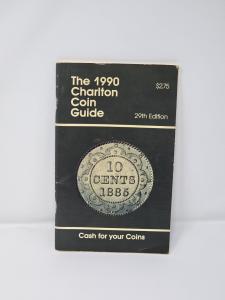 The 1990
Charlton
Coin
Guide
$2.75
29th Edition
10
CENTS
1885
Cash for your Coins